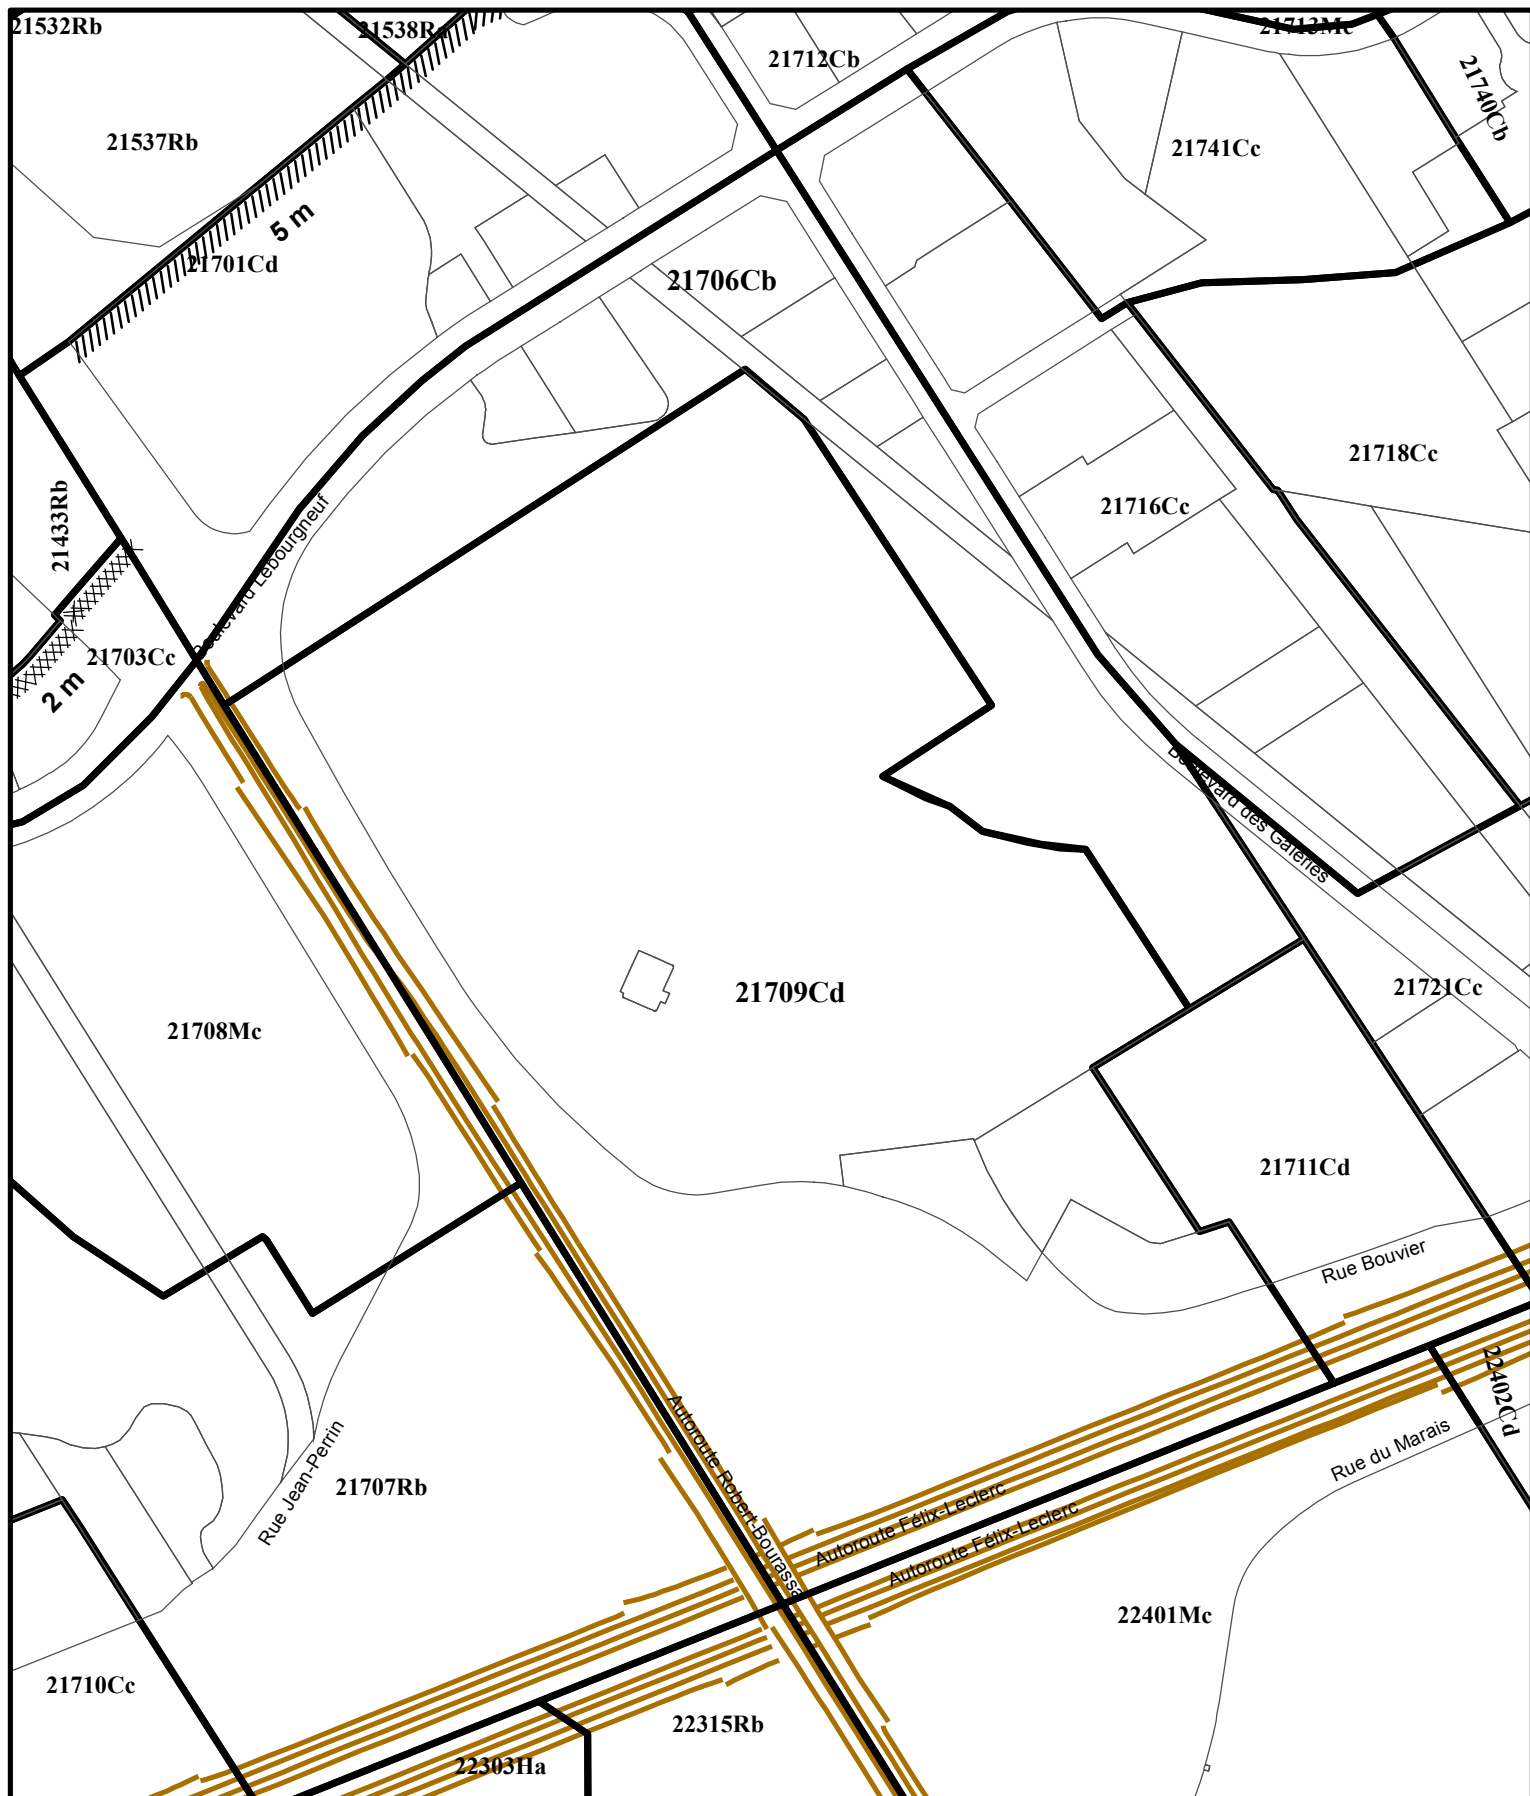 21532Rb
21538Ra
21713Mc
21712Cb
21740Cb
21537Rb
21741Cc
5 m
21701Cd
21706Cb
21718Cc
21433Rb
21716Cc
Boulevard Lebourgneuf
21703Cc
2 m
Boulevard des Galeries
21709Cd
21721Cc
21708Mc
21711Cd
Rue Bouvier
22402Cd
Rue du Marais
Rue Jean-Perrin
21707Rb
Autoroute Robert-Bourassa
Autoroute Félix-Leclerc
Autoroute Félix-Leclerc
22401Mc
21710Cc
22315Rb
22303Ha